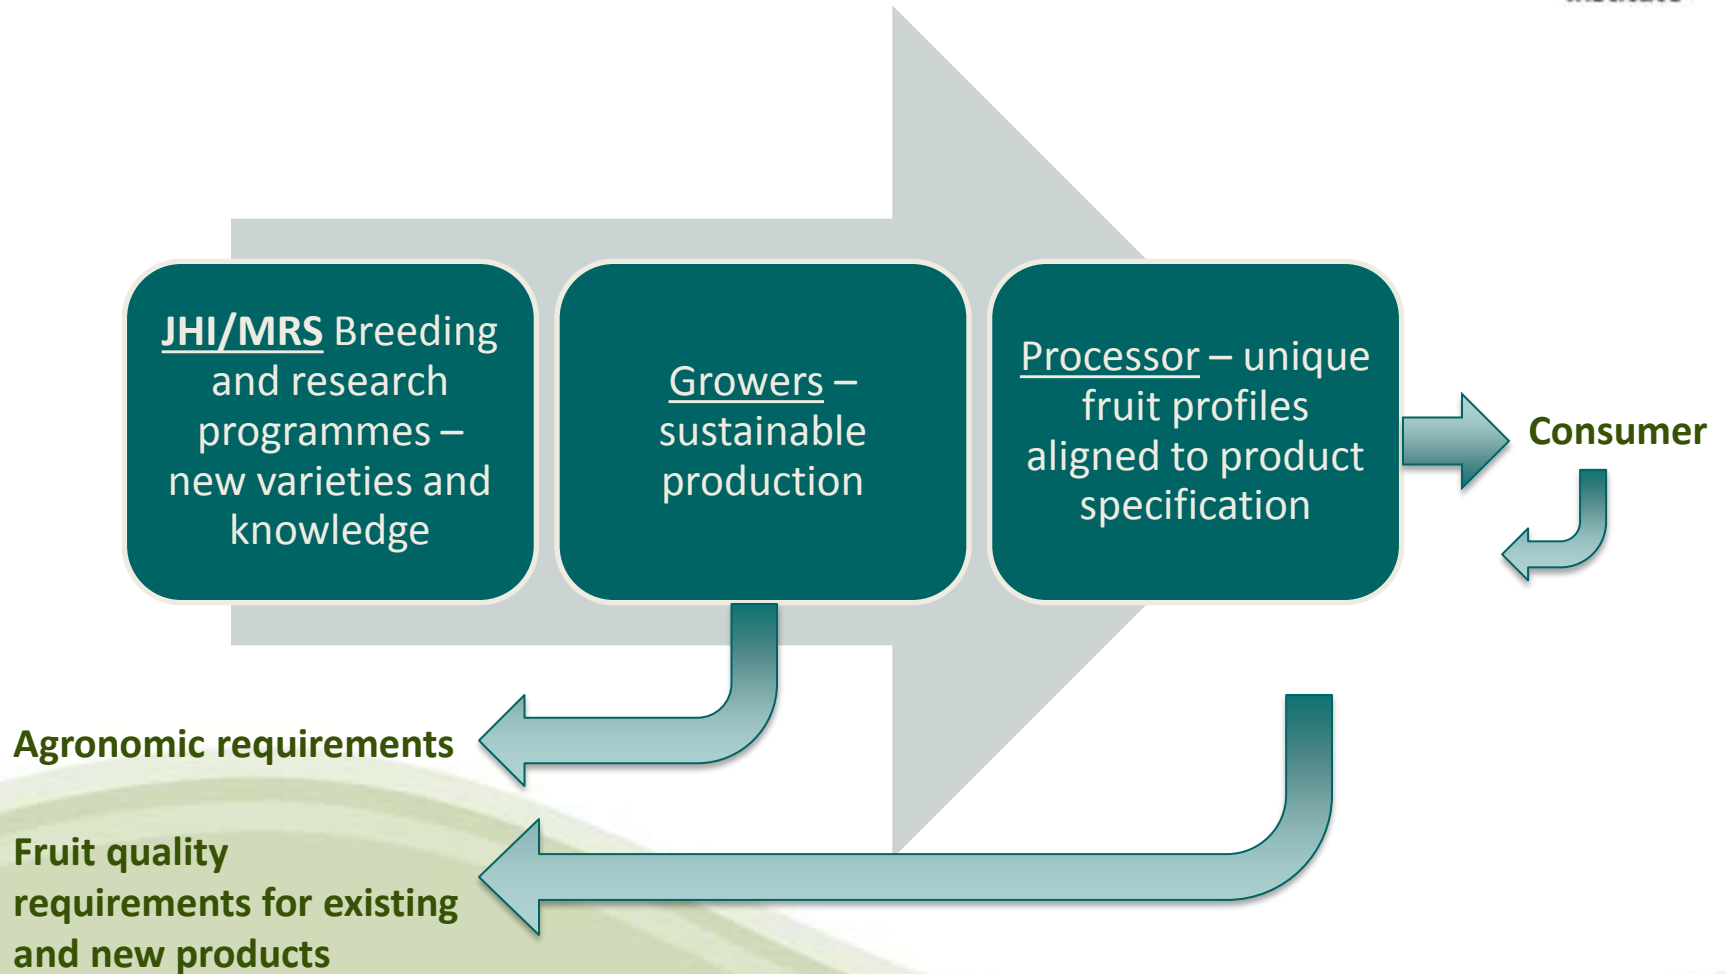 JHI/MRS Breeding
and research
programmes –
new varieties and
knowledge
Growers –
sustainable
production
Processor – unique
fruit profiles
aligned to product
specification
Consumer
Agronomic requirements
Fruit quality
requirements for existing
and new products